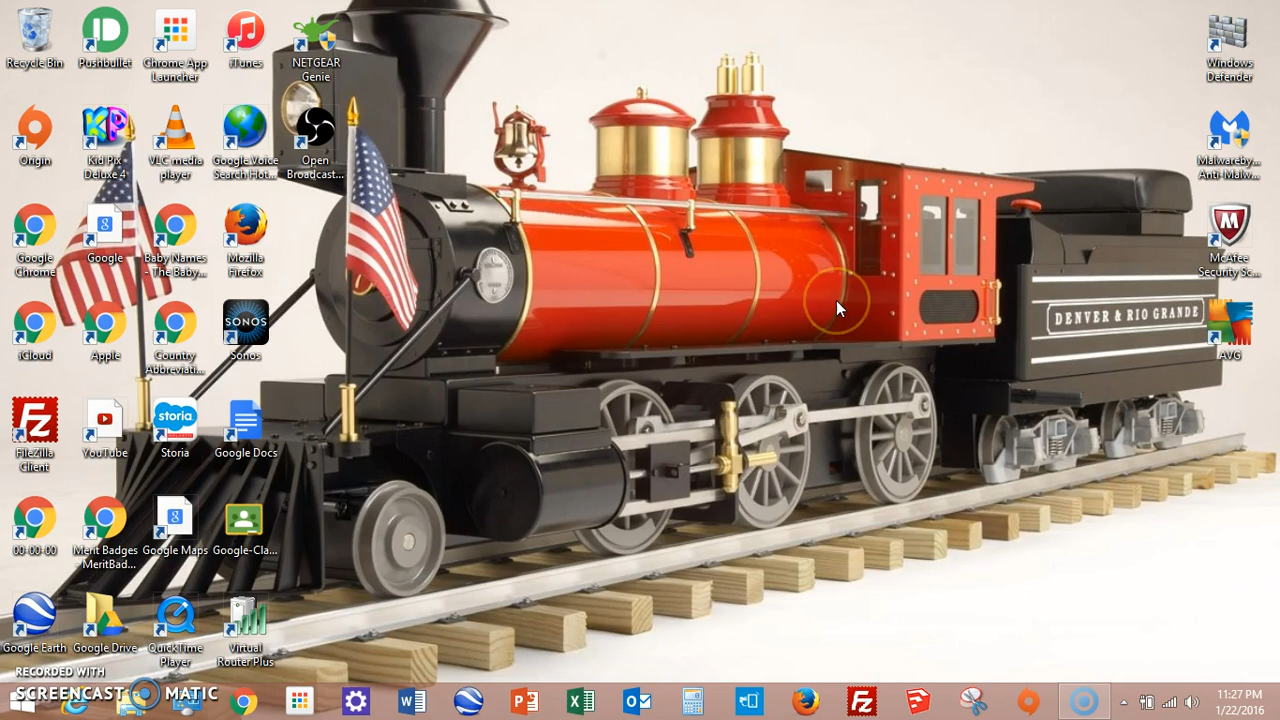 Recycle Bin
Pushbullet
Chrome App
Launcher
iTunes
NETGEAR
Genie
Windows
Defender
Origin
Kid Pix
Deluxe 4
VLC media
player
Google Voice
Search Hot...
Open
Broadcast...
Malwareby...
Anti-Malw...
Google
Chrome
Google
Baby Names
- The Baby...
Mozilla
Firefox
McAfee
Security Sc...
DENVER & RIO GRANDE
iCloud
Apple
Country
Abbreviati...
SONOS
Sonos
AVG
FileZilla
Client
YouTube
storia
Storia
Google Docs
00-00-00
Merit Badges
- MeritBad...
Google Maps
Google-Cla...
Google Earth
Google Drive
QuickTime
Player
Virtual
Router Plus
RECORDED WITH
SCREENCAST MATIC
11:27 PM
1/22/2016